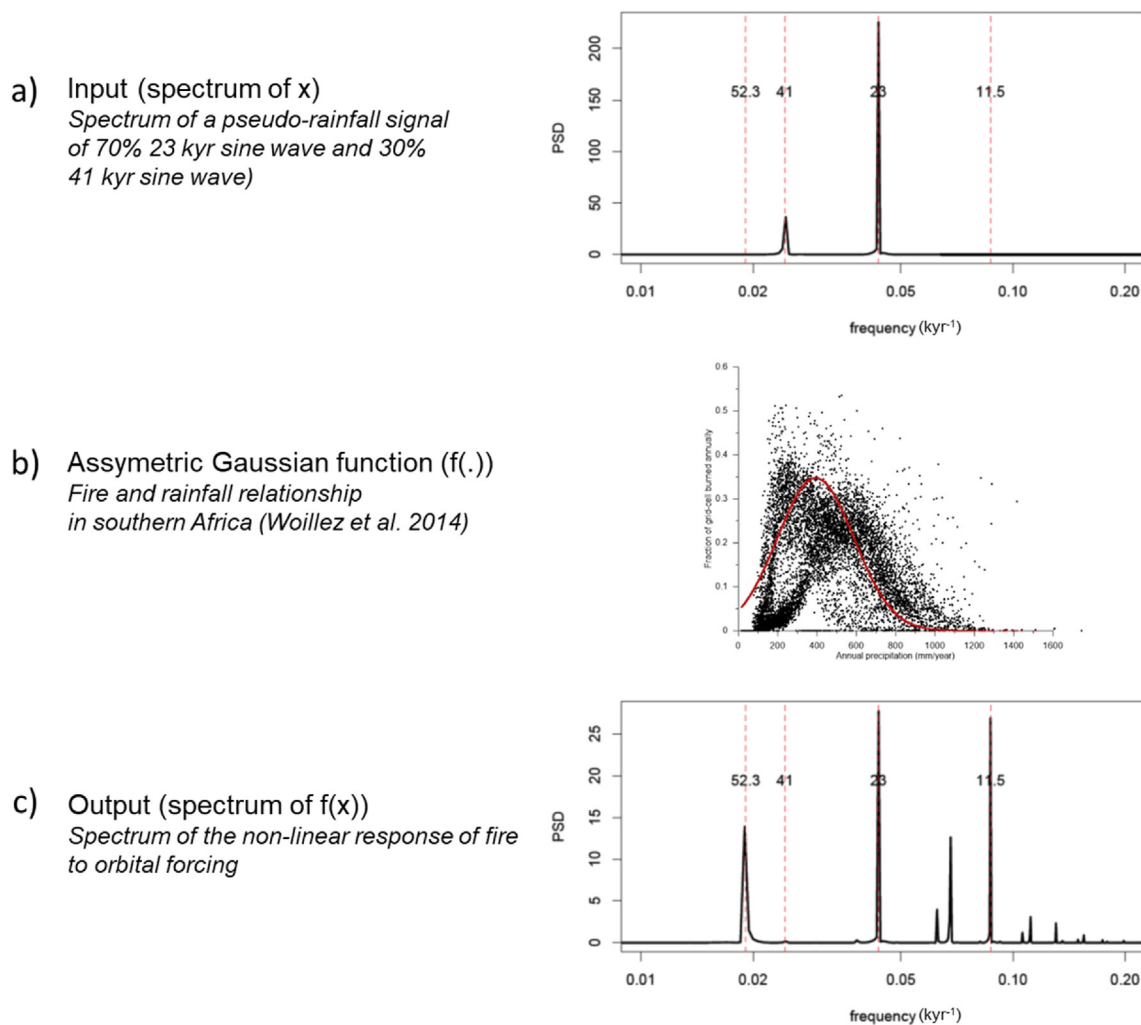 a) Input (spectrum of x)
Spectrum of a pseudo-rainfall signal
of 70% 23 kyr sine wave and 30%
41 kyr sine wave)
PSD
200
150
100
50
0
52.3 41 23 11.5
0.01 0.02 0.05 0.10 0.20
frequency (kyr-1)
b) Assymetric Gaussian function (f(.))
Fire and rainfall relationship
in southern Africa (Woillez et al. 2014)
Fraction of grid-cell burned annually
0.6
0.5
0.4
0.3
0.2
0.1
0
0 200 400 600 800 1000 1200 1400 1600
Annual precipitation (mm/year)
c) Output (spectrum of f(x))
Spectrum of the non-linear response of fire
to orbital forcing
PSD
25
20
15
10
5
0
52.3 41 23 11.5
0.01 0.02 0.05 0.10 0.20
frequency (kyr-1)